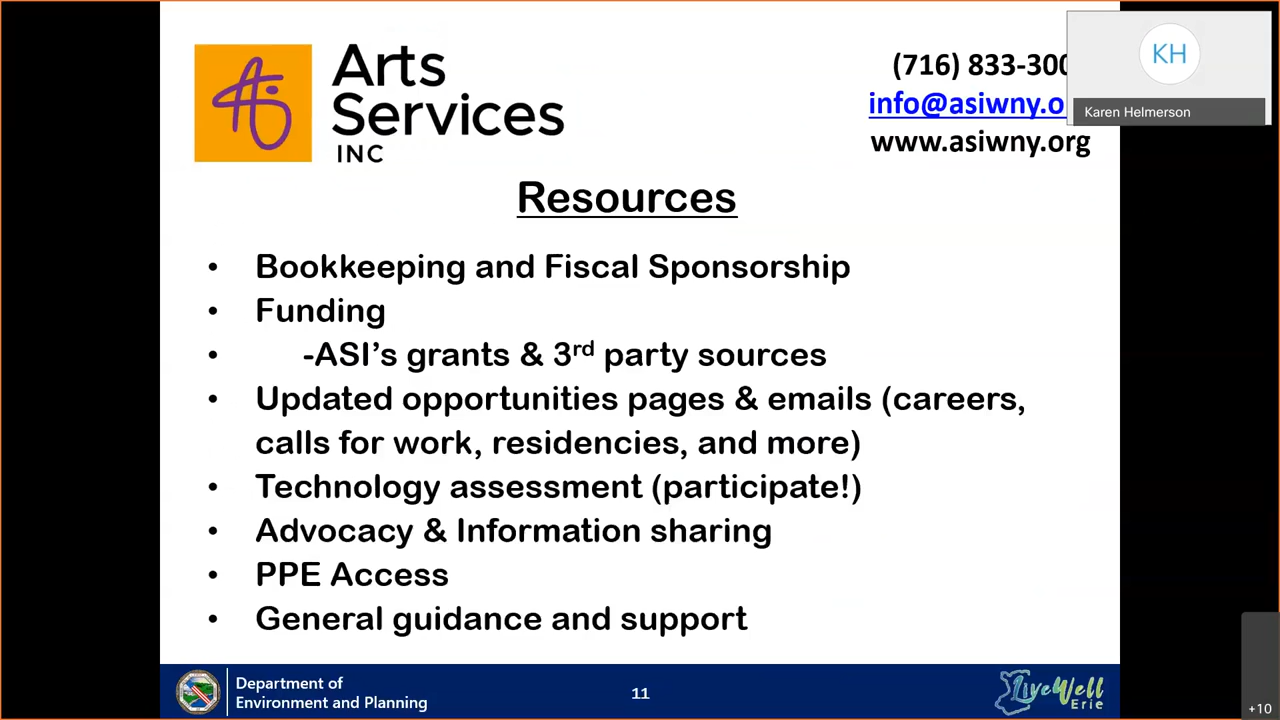 Arts
Services
INC
(716) 833-300
info@asiwny.o
www.asiwny.org
KH
Karen Helmerson
Resources
• Bookkeeping and Fiscal Sponsorship
• Funding
• -ASI’s grants & 3rd party sources
• Updated opportunities pages & emails (careers,
calls for work, residencies, and more)
• Technology assessment (participate!)
• Advocacy & Information sharing
• PPE Access
• General guidance and support
Department of
Environment and Planning
11
LiveWell
Erie
+10